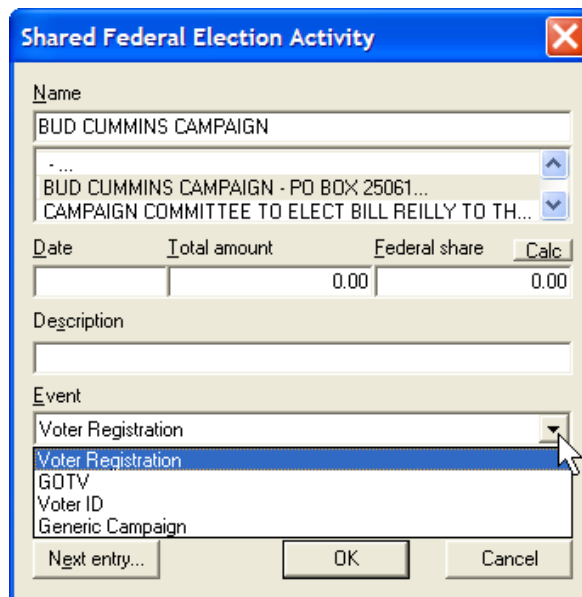 Shared Federal Election Activity
Name
BUD CUMMINS CAMPAIGN
- ...
BUD CUMMINS CAMPAIGN - PO BOX 25061...
CAMPAIGN COMMITTEE TO ELECT BILL REILLY TO TH...
Date Total amount Federal share Calc
0.00 0.00
Description
Event
Voter Registration
Voter Registration
GOTV
Voter ID
Generic Campaign
Next entry... OK Cancel